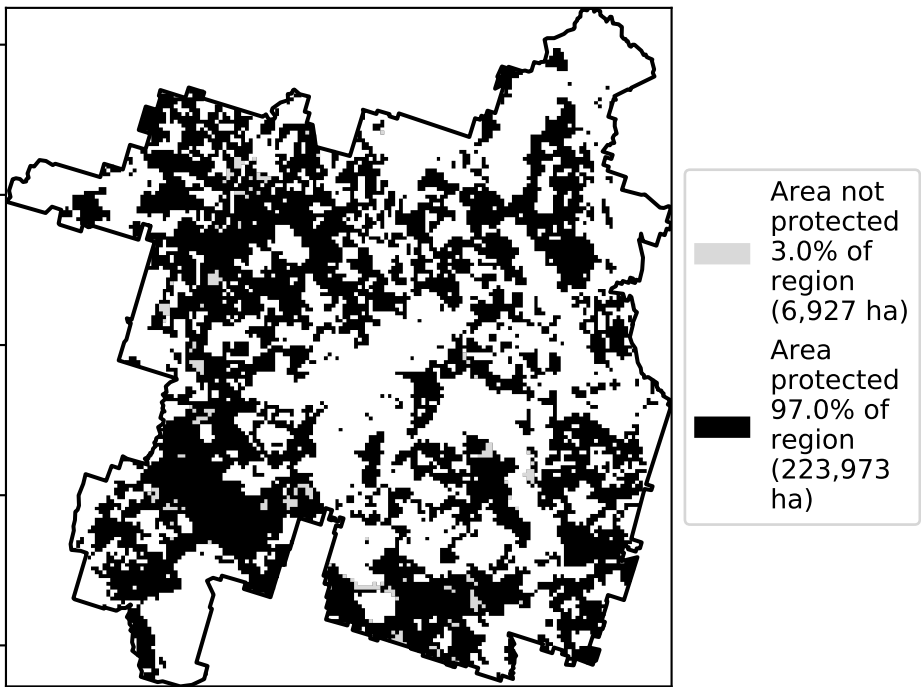 Area not
protected
3.0% of
region
(6,927 ha)
Area
protected
97.0% of
region
(223,973
ha)